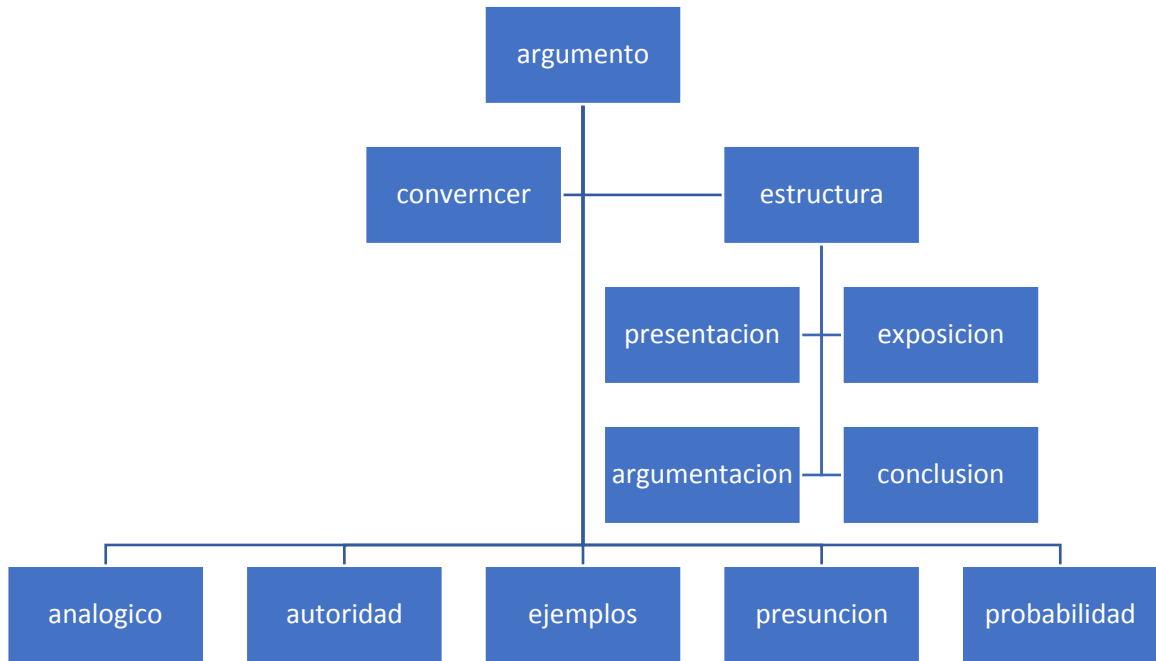 argumento
converncer
estructura
presentacion
exposicion
argumentacion
conclusion
analogico
autoridad
ejemplos
presuncion
probabilidad